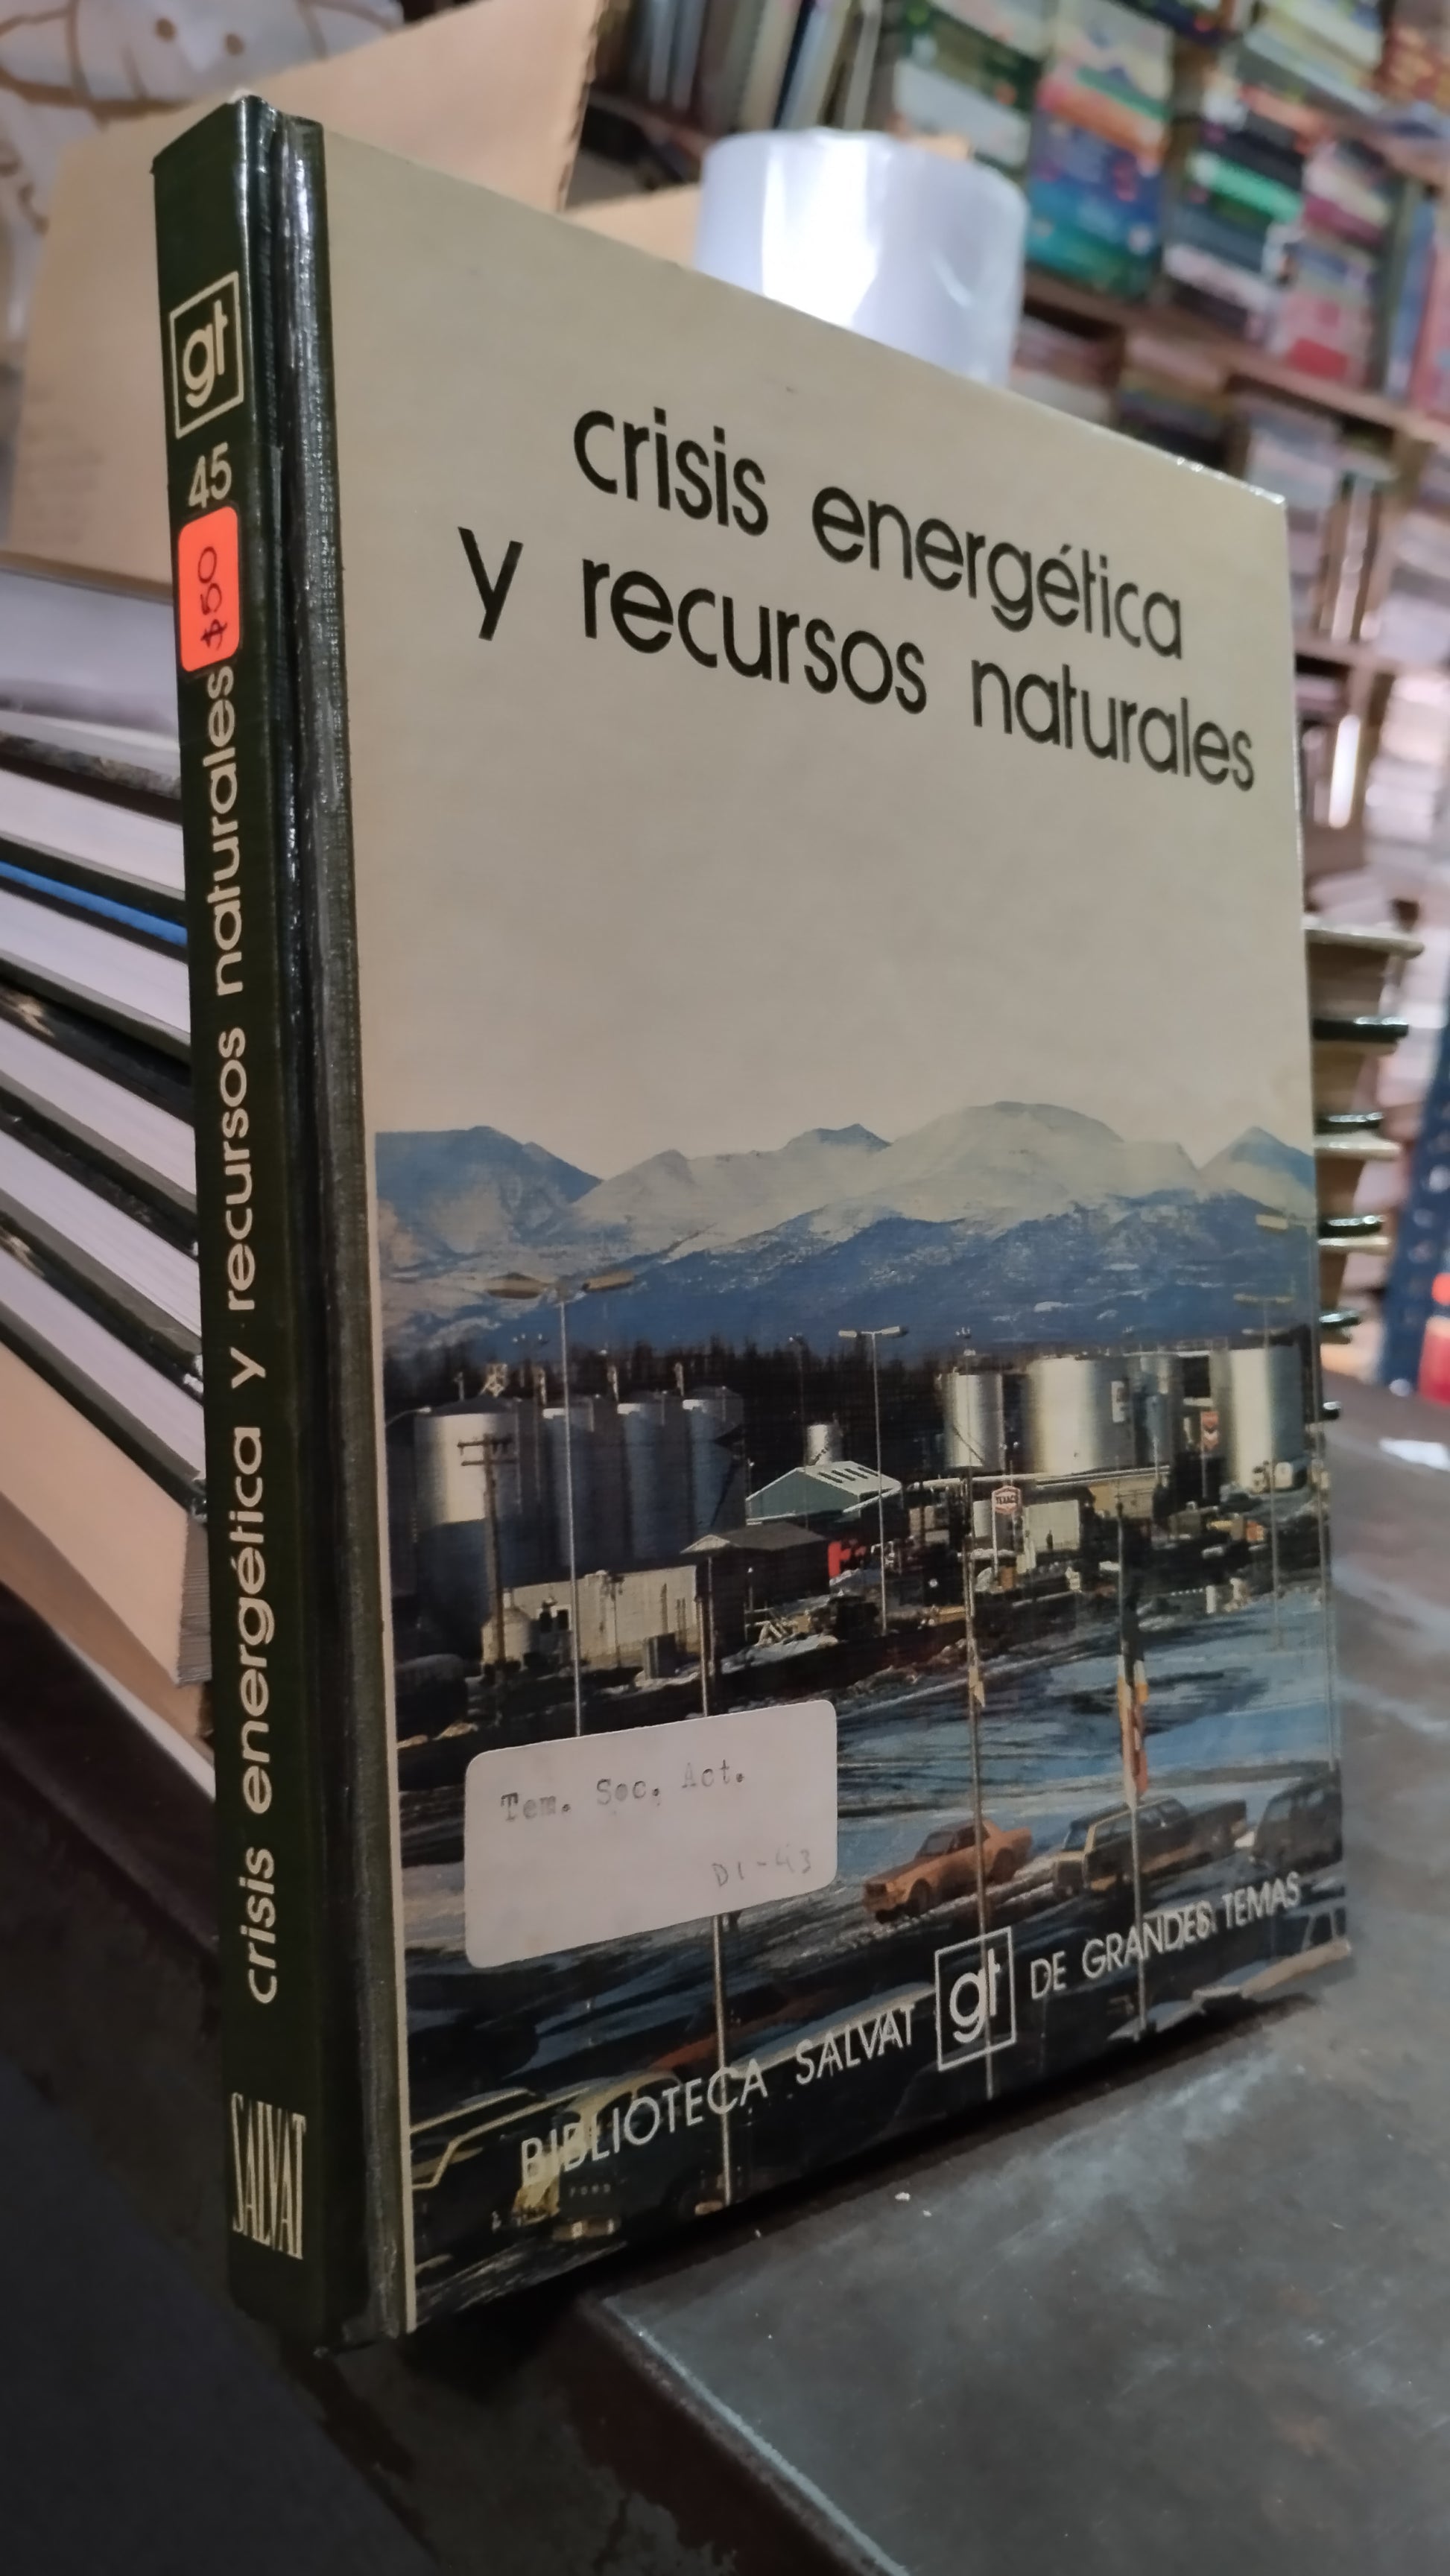 gt
45
$50
crisis energética y recursos naturales
SALVAT
crisis energética
y recursos naturales
TEXACO
Tem. Soc. Act.
D1-43
BIBLIOTECA SALVAT gt DE GRANDES TEMAS